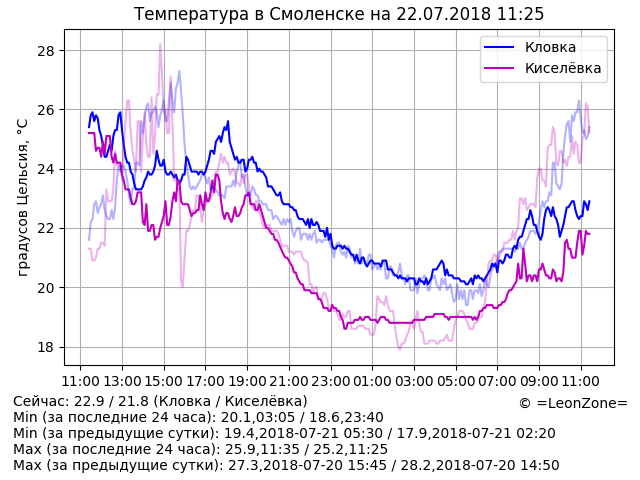 Температура в Смоленске на 22.07.2018 11:25
Кловка
Киселёвка
градусов Цельсия, °C
28
26
24
22
20
18
11:00 13:00 15:00 17:00 19:00 21:00 23:00 01:00 03:00 05:00 07:00 09:00 11:00
Сейчас: 22.9 / 21.8 (Кловка / Киселёвка)
© =LeonZone=
Min (за последние 24 часа): 20.1,03:05 / 18.6,23:40
Min (за предыдущие сутки): 19.4,2018-07-21 05:30 / 17.9,2018-07-21 02:20
Max (за последние 24 часа): 25.9,11:35 / 25.2,11:25
Max (за предыдущие сутки): 27.3,2018-07-20 15:45 / 28.2,2018-07-20 14:50